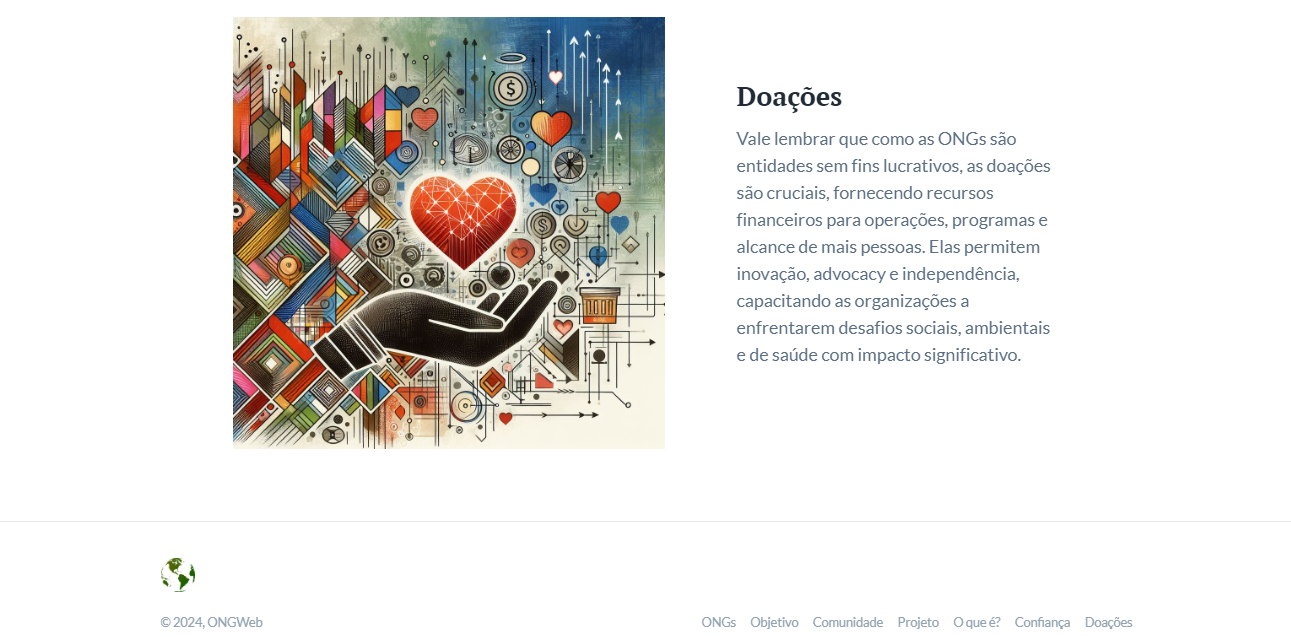 Doações
Vale lembrar que como as ONGs são
entidades sem fins lucrativos, as doações
são cruciais, fornecendo recursos
financeiros para operações, programas e
alcance de mais pessoas. Elas permitem
inovação, advocacy e independência,
capacitando as organizações a
enfrentarem desafios sociais, ambientais
e de saúde com impacto significativo.
© 2024, ONGWeb
ONGs Objetivo Comunidade Projeto O que é? Confiança Doações